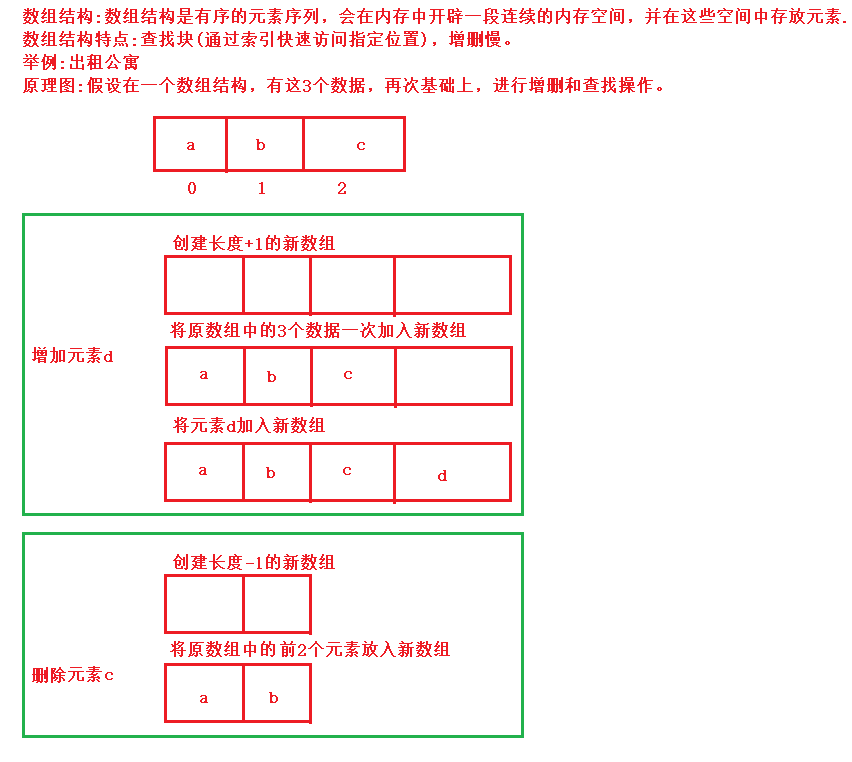 数组结构:数组结构是有序的元素序列，会在内存中开辟一段连续的内存空间，并在这些空间中存放元素.
数组结构特点:查找块(通过索引快速访问指定位置)，增删慢。
举例:出租公寓
原理图:假设在一个数组结构，有这3个数据，再次基础上，进行增删和查找操作。
a b c
0 1 2
创建长度+1的新数组
将原数组中的3个数据一次加入新数组
增加元素d
a b c
将元素d加入新数组
a b c d
创建长度-1的新数组
将原数组中的前2个元素放入新数组
删除元素c
a b